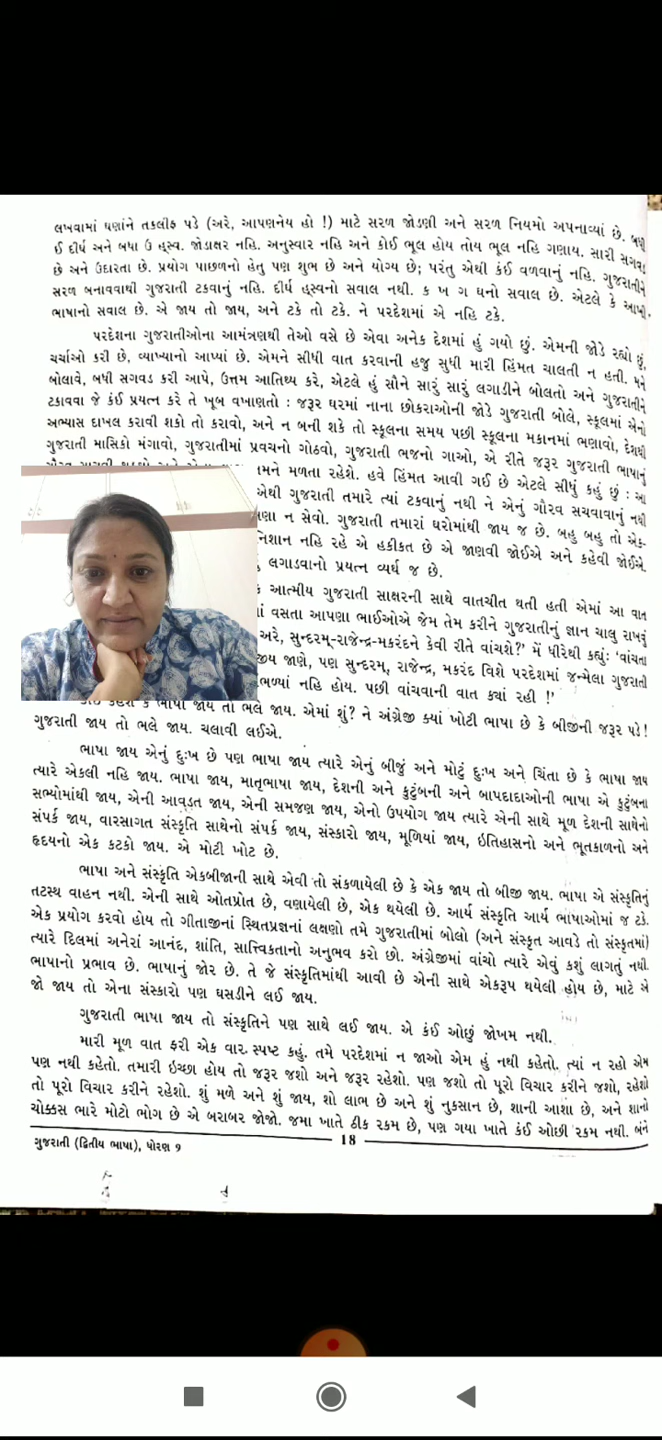 લખવામાં ઘણાંને તકલીફ પડે (અરે, આપણનેય હો !) માટે સરળ જોડણી અને સરળ નિયમો અપનાવ્યાં છે. બધી
ઈ દીર્ઘ અને બધા ઉ હ્રસ્વ. જોડાક્ષર નહિ. અનુસ્વાર નહિ અને કોઈ ભૂલ હોય તોય ભૂલ નહિ ગણાય. સારી સગવડ
છે અને ઉદારતા છે. પ્રયોગ પાછળનો હેતુ પણ શુભ છે અને યોગ્ય છે; પરંતુ એથી કંઈ વળવાનું નહિ. ગુજરાતીને
સરળ બનાવવાથી ગુજરાતી ટકવાનું નહિ. દીર્ઘ હ્રસ્વનો સવાલ નથી. ક ખ ગ ઘનો સવાલ છે. એટલે કે આખી
ભાષાનો સવાલ છે. એ જાય તો જાય, અને ટકે તો ટકે. ને પરદેશમાં એ નહિ ટકે.
પરદેશના ગુજરાતીઓના આમંત્રણથી તેઓ વસે છે એવા અનેક દેશમાં હું ગયો છું. એમની જોડે રહ્યો છું,
ચર્ચાઓ કરી છે, વ્યાખ્યાનો આપ્યાં છે. એમને સીધી વાત કરવાની હજુ સુધી મારી હિંમત ચાલતી ન હતી. મને
બોલાવે, બધી સગવડ કરી આપે, ઉત્તમ આતિથ્ય કરે, એટલે હું સૌને સારું સારું લગાડીને બોલતો અને ગુજરાતીને
ટકાવવા જે કંઈ પ્રયત્ન કરે તે ખૂબ વખાણતો : જરૂર ઘરમાં નાના છોકરાઓની જોડે ગુજરાતી બોલે, સ્કૂલમાં એનો
અભ્યાસ દાખલ કરાવી શકો તો કરાવો, અને ન બની શકે તો સ્કૂલના સમય પછી સ્કૂલના મકાનમાં ભણાવો, દેશથી
ગુજરાતી માસિકો મંગાવો, ગુજરાતીમાં પ્રવચનો ગોઠવો, ગુજરાતી ભજનો ગાઓ, એ રીતે જરૂર ગુજરાતી ભાષાનું
મને મળતા રહેશે. હવે હિંમત આવી ગઈ છે એટલે સીધું કહું છું : આ
એથી ગુજરાતી તમારે ત્યાં ટકવાનું નથી ને એનું ગૌરવ સચવાવાનું નથી
ણા ન સેવો. ગુજરાતી તમારાં ઘરોમાંથી જાય જ છે. બહુ બહુ તો એક-
નિશાન નહિ રહે એ હકીકત છે એ જાણવી જોઈએ અને કહેવી જોઈએ
લગાડવાનો પ્રયત્ન વ્યર્થ જ છે.
ક આત્મીય ગુજરાતી સાક્ષરની સાથે વાતચીત થતી હતી એમાં આ વાત
માં વસતા આપણા ભાઈઓએ જેમ તેમ કરીને ગુજરાતીનું જ્ઞાન ચાલુ રાખવું
અરે, સુન્દરમ્-રાજેન્દ્ર-મકરંદને કેવી રીતે વાંચશે?' મેં ધીરેથી કહ્યું: 'વાંચતા
ીય જાણે, પણ સુન્દરમ્, રાજેન્દ્ર, મકરંદ વિશે પરદેશમાં જન્મેલા ગુજરાતી
ભળ્યાં નહિ હોય. પછી વાંચવાની વાત ક્યાં રહી !'
કોઈ કહેશે કે ભાષા જાય તો ભલે જાય. એમાં શું? ને અંગ્રેજી ક્યાં ખોટી ભાષા છે કે બીજીની જરૂર પડે!
ગુજરાતી જાય તો ભલે જાય. ચલાવી લઈએ.
ભાષા જાય એનું દુઃખ છે પણ ભાષા જાય ત્યારે એનું બીજું અને મોટું દુઃખ અને ચિંતા છે કે ભાષા જાય
ત્યારે એકલી નહિ જાય. ભાષા જાય, માતૃભાષા જાય, દેશની અને કુટુંબની અને બાપદાદાઓની ભાષા એ કુટુંબના
સભ્યોમાંથી જાય, એની આવડત જાય, એની સમજણ જાય, એનો ઉપયોગ જાય ત્યારે એની સાથે મૂળ દેશની સાથેનો
સંપર્ક જાય, વારસાગત સંસ્કૃતિ સાથેનો સંપર્ક જાય, સંસ્કારો જાય, મૂળિયાં જાય, ઇતિહાસનો અને ભૂતકાળનો અને
હૃદયનો એક કટકો જાય. એ મોટી ખોટ છે.
ભાષા અને સંસ્કૃતિ એકબીજાની સાથે એવી તો સંકળાયેલી છે કે એક જાય તો બીજી જાય. ભાષા એ સંસ્કૃતિનું
તટસ્થ વાહન નથી. એની સાથે ઓતપ્રોત છે, વણાયેલી છે, એક થયેલી છે. આર્ય સંસ્કૃતિ આર્ય ભાષાઓમાં જ ટકે.
એક પ્રયોગ કરવો હોય તો ગીતાજીનાં સ્થિતપ્રજ્ઞનાં લક્ષણો તમે ગુજરાતીમાં બોલો (અને સંસ્કૃત આવડે તો સંસ્કૃતમાં)
ત્યારે દિલમાં અનેરાં આનંદ, શાંતિ, સાત્ત્વિકતાનો અનુભવ કરો છો. અંગ્રેજીમાં વાંચો ત્યારે એવું કશું લાગતું નથી.
ભાષાનો પ્રભાવ છે. ભાષાનું જોર છે. તે જે સંસ્કૃતિમાંથી આવી છે એની સાથે એકરૂપ થયેલી હોય છે, માટે એ
જો જાય તો એના સંસ્કારો પણ ઘસડીને લઈ જાય.
ગુજરાતી ભાષા જાય તો સંસ્કૃતિને પણ સાથે લઈ જાય. એ કંઈ ઓછું જોખમ નથી.
મારી મૂળ વાત ફરી એક વાર સ્પષ્ટ કહું. તમે પરદેશમાં ન જાઓ એમ હું નથી કહેતો. ત્યાં ન રહો એમ
પણ નથી કહેતો. તમારી ઇચ્છા હોય તો જરૂર જશો અને જરૂર રહેશો. પણ જશો તો પૂરો વિચાર કરીને જશો, રહેશો
તો પૂરો વિચાર કરીને રહેશો. શું મળે અને શું જાય, શો લાભ છે અને શું નુકસાન છે, શાની આશા છે, અને શાનો
ચોક્કસ ભારે મોટો ભોગ છે એ બરાબર જોજો. જમા ખાતે ઠીક રકમ છે, પણ ગયા ખાતે કંઈ ઓછી રકમ નથી. બંને
18
ગુજરાતી (દ્વિતીય ભાષા), ધોરણ ૧